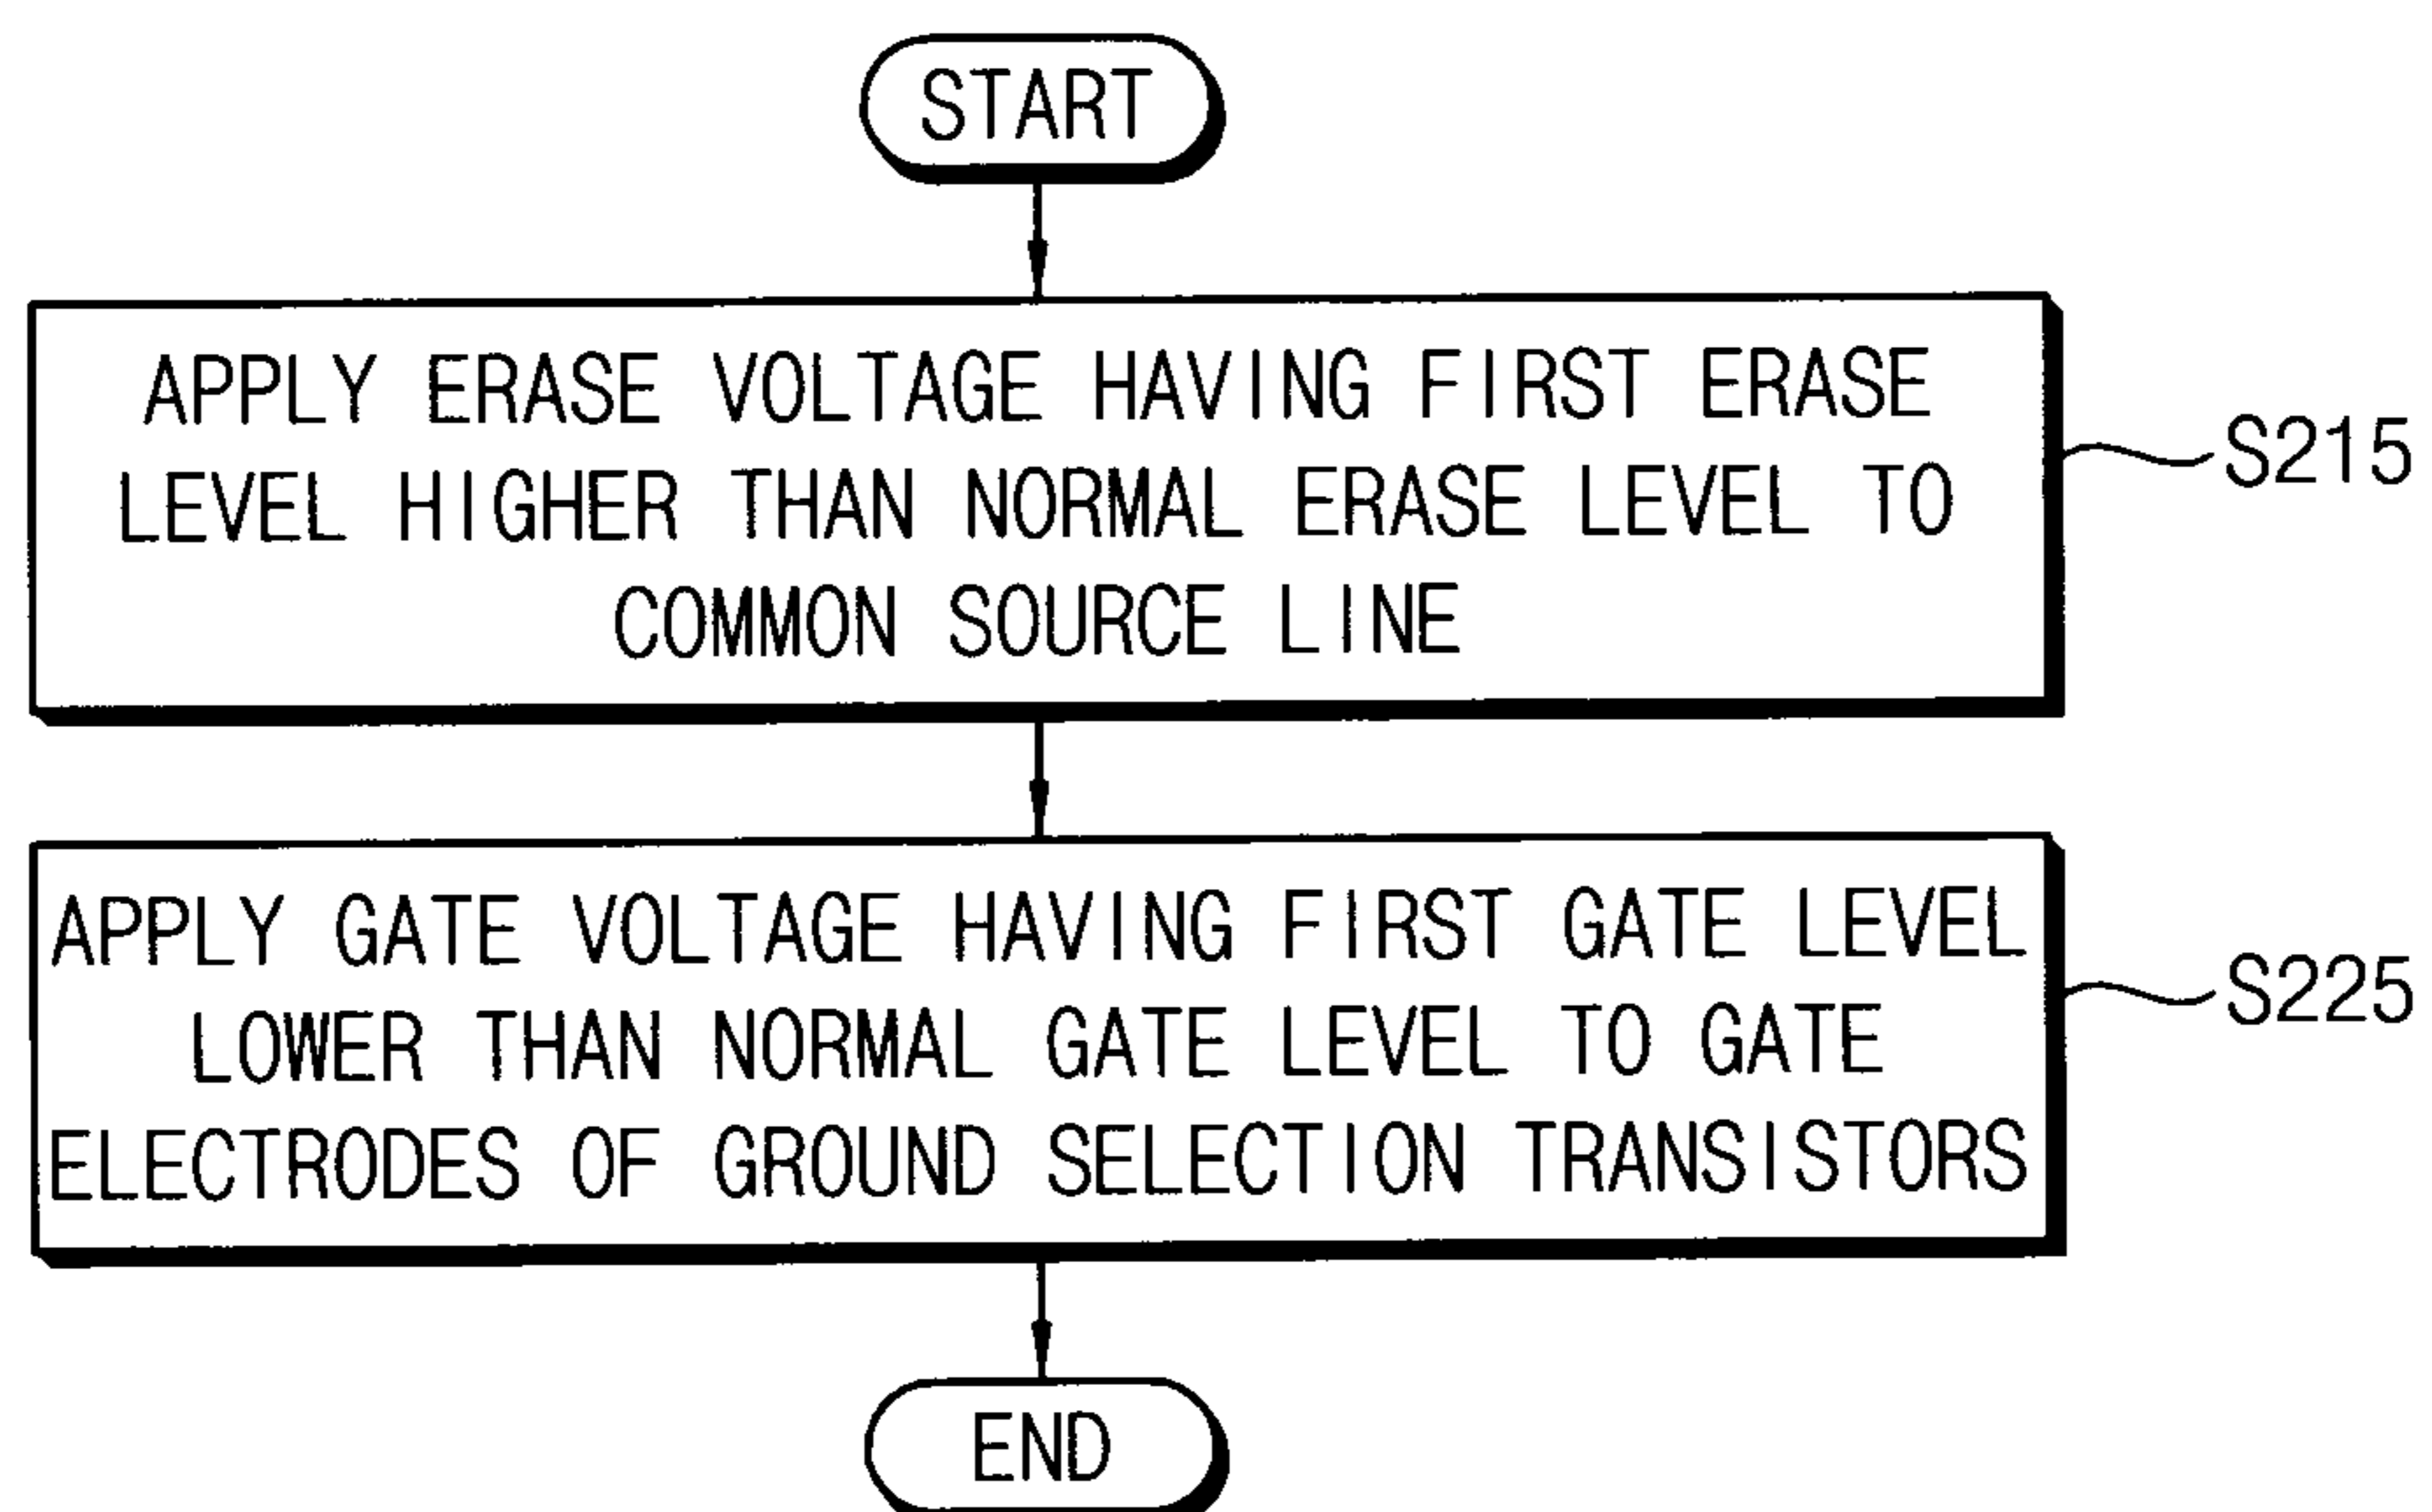 START
APPLY ERASE VOLTAGE HAVING FIRST ERASE
LEVEL HIGHER THAN NORMAL ERASE LEVEL TO
COMMON SOURCE LINE
S215
APPLY GATE VOLTAGE HAVING FIRST GATE LEVEL
LOWER THAN NORMAL GATE LEVEL TO GATE
ELECTRODES OF GROUND SELECTION TRANSISTORS
S225
END